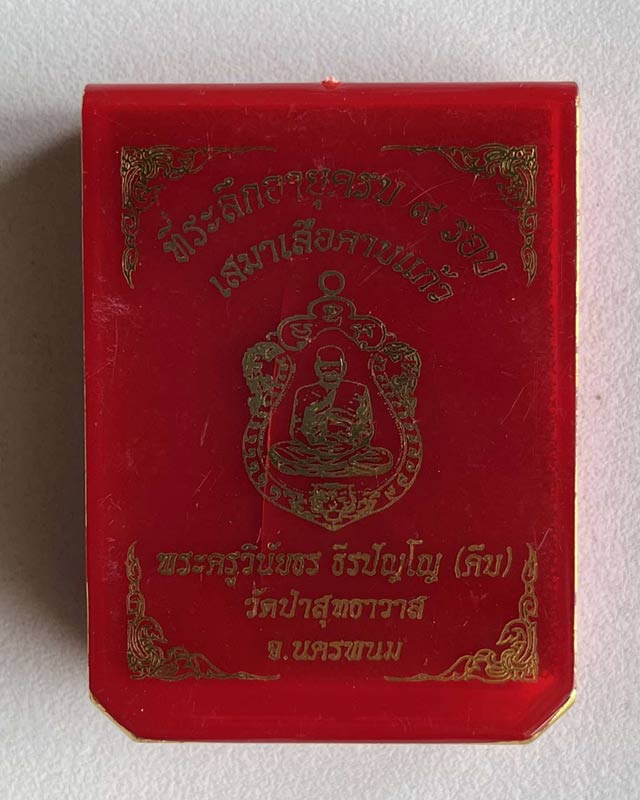 ที่ระลึกอายุครบ ๙ รอบ
เสมาเสือคาบแก้ว
พระครูวินัยธร ธีรปัญโญ (คีบ)
วัดป่าสุทธาวาส
จ.นครพนม